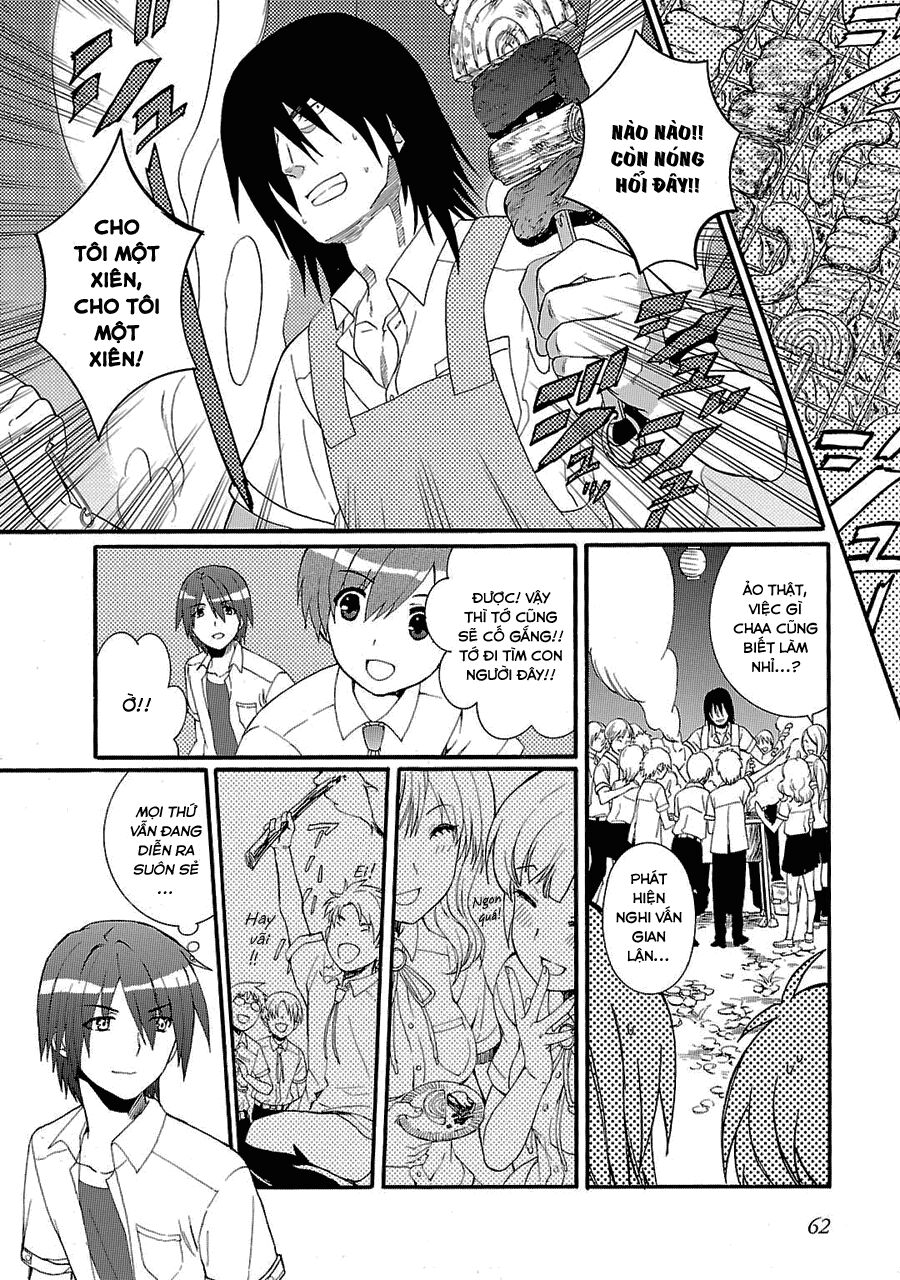 NÀO NÀO!!
CÒN NÓNG
HỔI ĐÂY!!
CHO
TÔI MỘT
XIÊN,
CHO TÔI
MỘT
XIÊN!
ẢO THẬT,
VIỆC GÌ
CHAA CŨNG
BIẾT LÀM
NHỈ...?
PHÁT
HIỆN
NGHI VẤN
GIAN
LẬN...
ĐƯỢC! VẬY
THÌ TỚ CŨNG
SẼ CỐ GẮNG!!
TỚ ĐI TÌM CON
NGƯỜI ĐÂY!!
Ờ!!
Ngon
quá!
Ei!
Hay
vãi
!!
MỌI THỨ
VẪN ĐANG
DIỄN RA
SUÔN SẺ
...
62